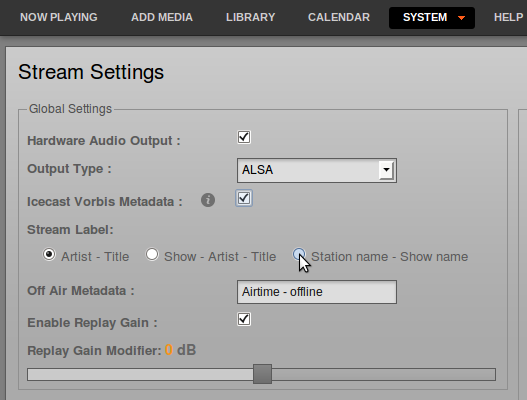 NOW PLAYING ADD MEDIA LIBRARY CALENDAR SYSTEM HELP
Stream Settings
Global Settings
Hardware Audio Output :
Output Type : ALSA
Icecast Vorbis Metadata : i
Stream Label:
Artist - Title Show - Artist - Title Station name - Show name
Off Air Metadata : Airtime - offline
Enable Replay Gain :
Replay Gain Modifier: 0 dB